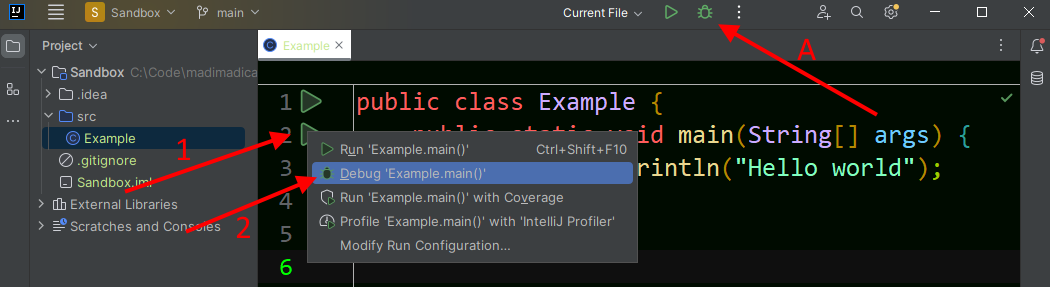 IJ
S Sandbox main Current File
Project
Example
A
Sandbox C:\Code\madimadica
.idea
src
Example
.gitignore
Sandbox.iml
External Libraries
Scratches and Consoles
1
2
1 public class Example {
2 public static void main(String[] args) {
3 rintln("Hello world");
4
5
6
Run 'Example.main()' Ctrl+Shift+F10
Debug 'Example.main()'
Run 'Example.main()' with Coverage
Profile 'Example.main()' with 'IntelliJ Profiler'
Modify Run Configuration...